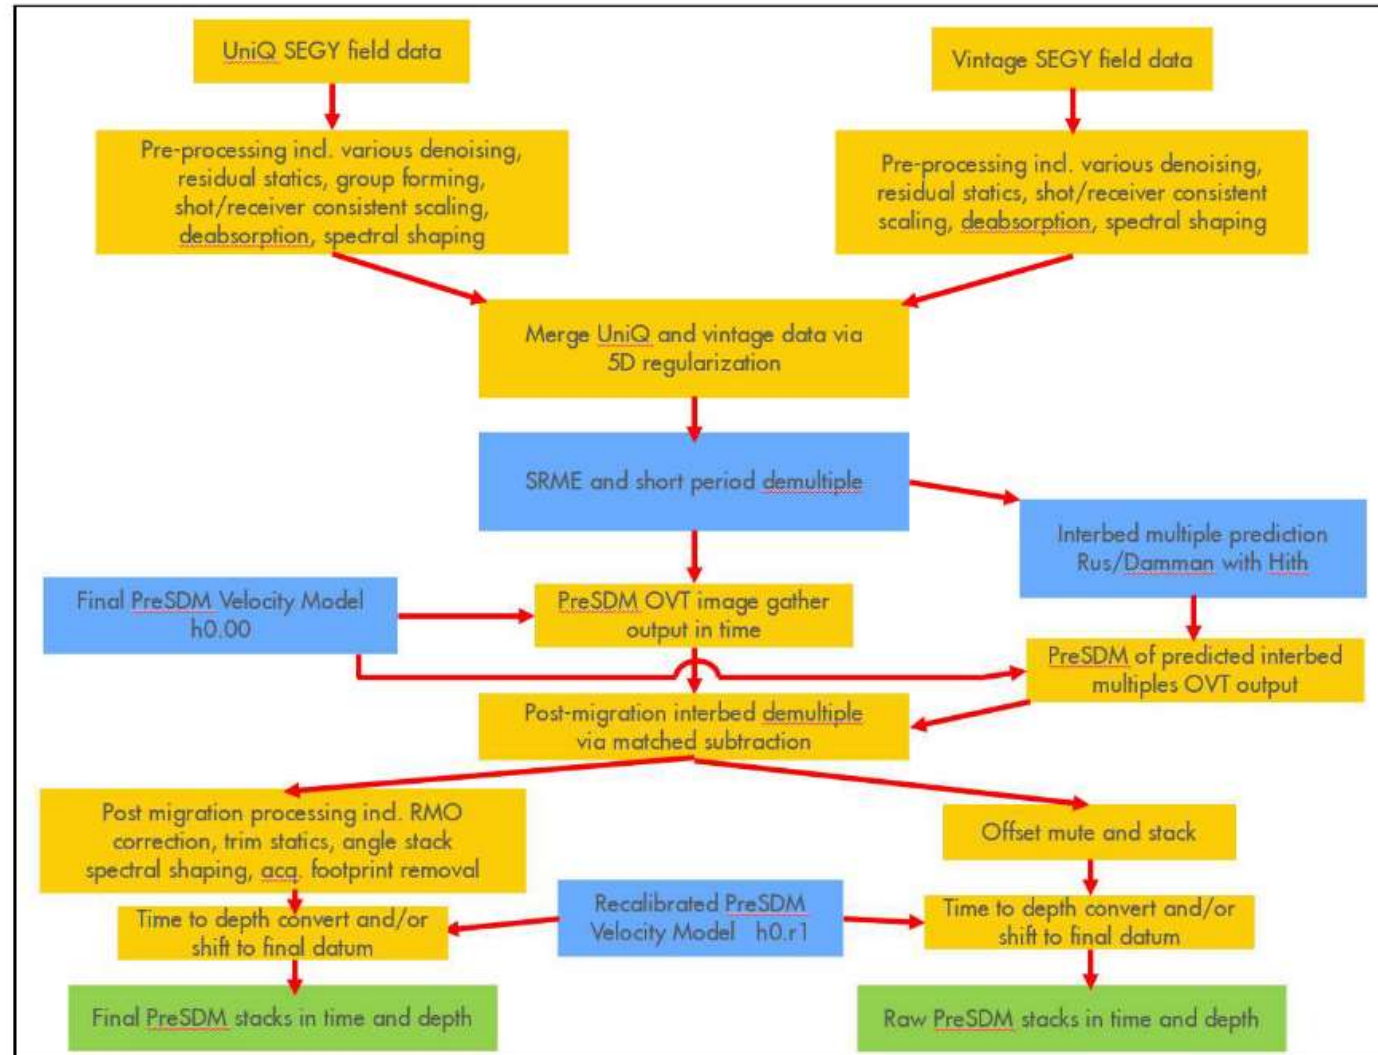 UniQ SEGY field data
Vintage SEGY field data
Pre-processing incl. various denoising,
residual statics, group forming,
shot/receiver consistent scaling,
deabsorption, spectral shaping
Pre-processing incl. various denoising,
residual statics, shot/receiver consistent
scaling, deabsorption, spectral shaping
Merge UniQ and vintage data via
5D regularization
SRME and short period demultiple
Interbed multiple prediction
Rus/Damman with Hith
Final PreSDM Velocity Model
h0.00
PreSDM OVT image gather
output in time
PreSDM of predicted interbed
multiples OVT output
Post-migration interbed demultiple
via matched subtraction
Post migration processing incl. RMO
correction, trim statics, angle stack
spectral shaping, acq. footprint removal
Offset mute and stack
Recalibrated PreSDM
Velocity Model h0.r1
Time to depth convert and/or
shift to final datum
Time to depth convert and/or
shift to final datum
Final PreSDM stacks in time and depth
Raw PreSDM stacks in time and depth